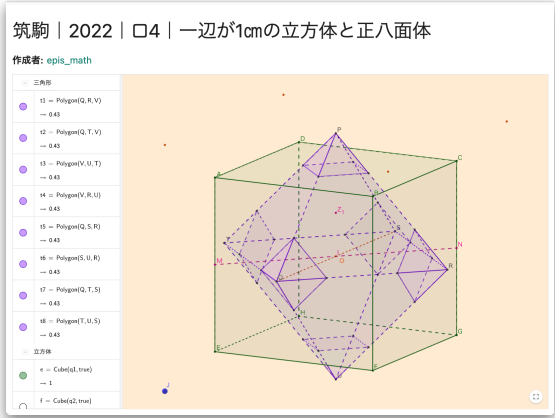 筑駒｜2022｜ロ4｜一辺が1㎝の立方体と正八面体
作成者: epis_math
三角形
t1 = Polygon(Q, R, V)
→ 0.43
t2 = Polygon(Q, T, V)
→ 0.43
t3 = Polygon(V, U, T)
→ 0.43
t4 = Polygon(V, R, U)
→ 0.43
t5 = Polygon(Q, S, R)
→ 0.43
t6 = Polygon(S, U, R)
→ 0.43
t7 = Polygon(Q, T, S)
→ 0.43
t8 = Polygon(T, U, S)
→ 0.43
立方体
e = Cube(q1, true)
→ 1
f = Cube(q2, true)
P
D
C
A
B
Z₁
S
N
M
O
R
H
G
E
F
J